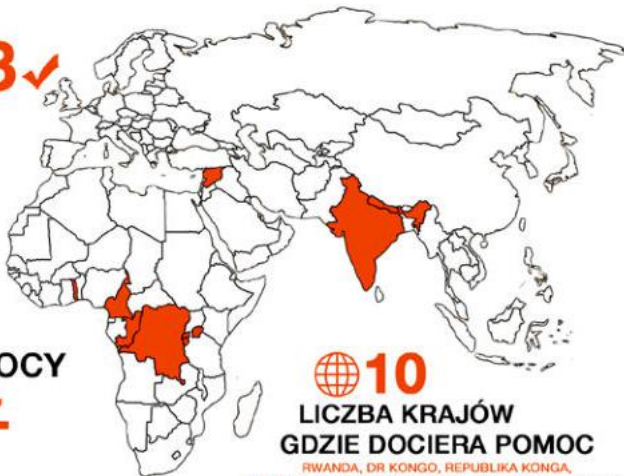 3
OCY
10
LICZBA KRAJÓW
GDZIE DOCIERA POMOC
RWANDA, DR KONGO, REPUBLIKA KONGA,